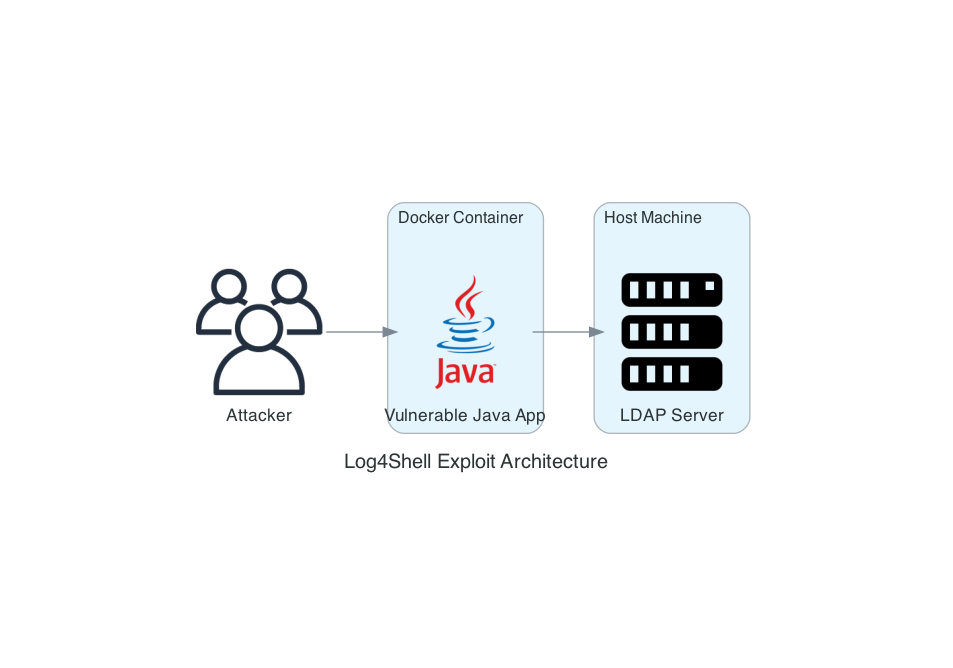 Docker Container
Host Machine
Java
Attacker
Vulnerable Java App
LDAP Server
Log4Shell Exploit Architecture